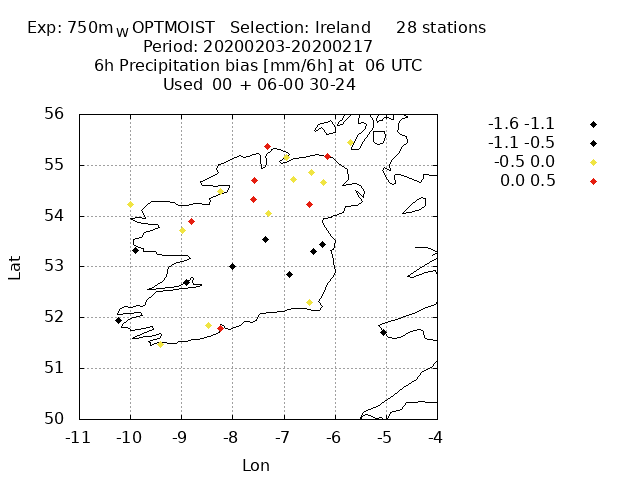 Exp: 750m W OPTMOIST Selection: Ireland 28 stations
Period: 20200203-20200217
6h Precipitation bias [mm/6h] at 06 UTC
Used 00 + 06-00 30-24
-1.6 -1.1
-1.1 -0.5
-0.5 0.0
0.0 0.5
56
55
54
53
52
51
50
Lat
-11 -10 -9 -8 -7 -6 -5 -4
Lon